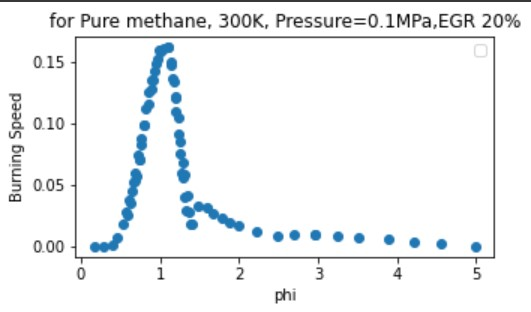 for Pure methane, 300K, Pressure=0.1MPa,EGR 20%
0.15
0.10
0.05
0.00
Burning Speed
0 1 2 3 4 5
phi